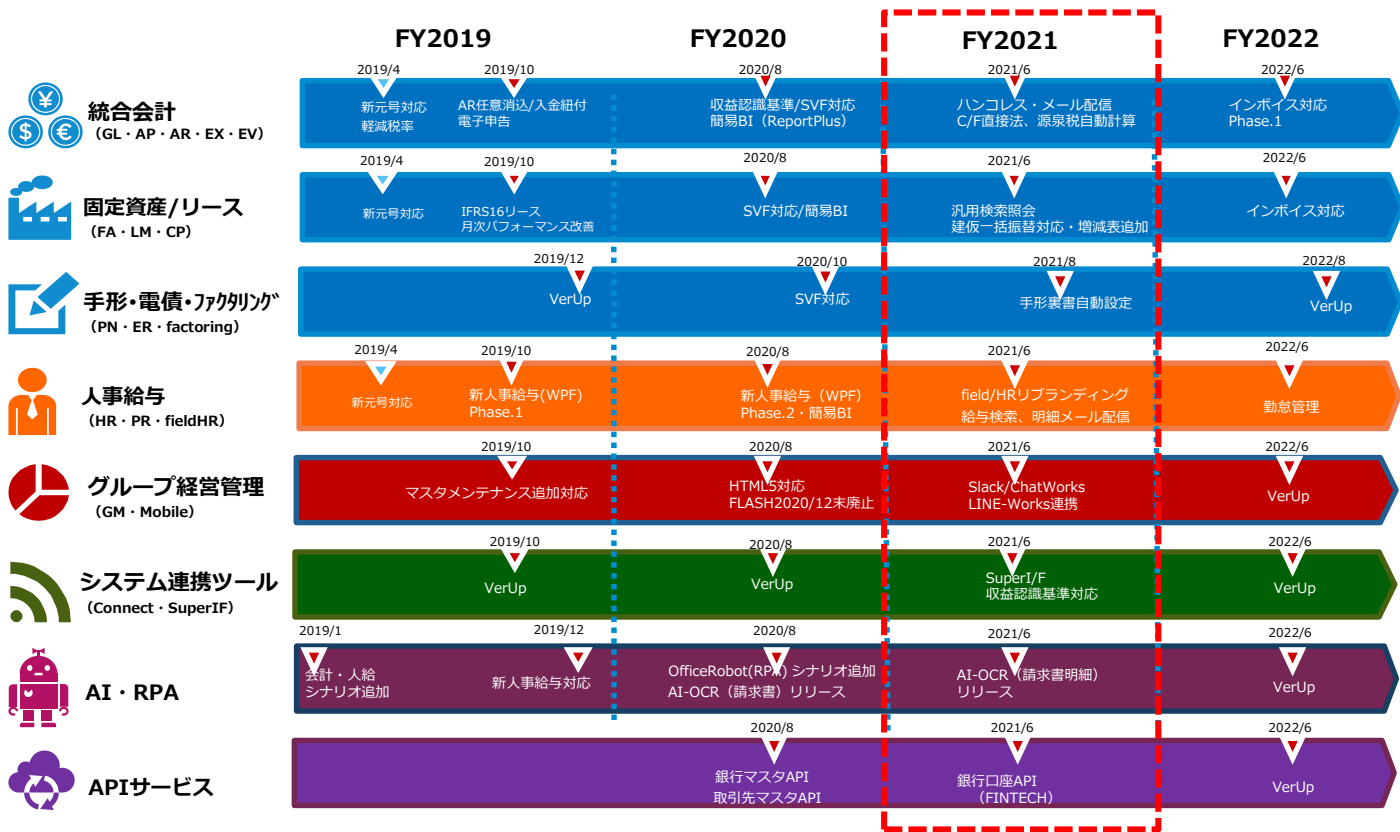 FY2019
FY2020
FY2021
FY2022
統合会計
(GL・AP・AR・EX・EV)
2019/4
新元号対応
軽減税率
2019/10
AR任意消込/入金紐付
電子申告
2020/8
収益認識基準/SVF対応
簡易BI（ReportPlus）
2021/6
ハンコレス・メール配信
C/F直接法、源泉税自動計算
2022/6
インボイス対応
Phase.1
固定資産/リース
(FA・LM・CP)
2019/4
新元号対応
2019/10
IFRS16リース
月次パフォーマンス改善
2020/8
SVF対応/簡易BI
2021/6
汎用検索照会
建仮一括振替対応・増減表追加
2022/6
インボイス対応
手形・電債・ﾌｧｸﾀﾘﾝｸﾞ
(PN・ER・factoring)
2019/12
VerUp
2020/10
SVF対応
2021/8
手形裏書自動設定
2022/8
VerUp
人事給与
(HR・PR・fieldHR)
2019/4
新元号対応
2019/10
新人事給与(WPF)
Phase.1
2020/8
新人事給与（WPF）
Phase.2・簡易BI
2021/6
field/HRリブランディング
給与検索、明細メール配信
2022/6
勤怠管理
グループ経営管理
(GM・Mobile)
2019/10
マスタメンテナンス追加対応
2020/8
HTML5対応
FLASH2020/12末廃止
2021/6
Slack/ChatWorks
LINE-Works連携
2022/6
VerUp
システム連携ツール
(Connect・SuperIF)
2019/10
VerUp
2020/8
VerUp
2021/6
SuperI/F
収益認識基準対応
2022/6
VerUp
AI・RPA
2019/1
会計・人給
シナリオ追加
2019/12
新人事給与対応
2020/8
OfficeRobot(RPA) シナリオ追加
AI-OCR（請求書）リリース
2021/6
AI-OCR（請求書明細）
リリース
2022/6
VerUp
APIサービス
2020/8
銀行マスタAPI
取引先マスタAPI
2021/6
銀行口座API
（FINTECH）
2022/6
VerUp